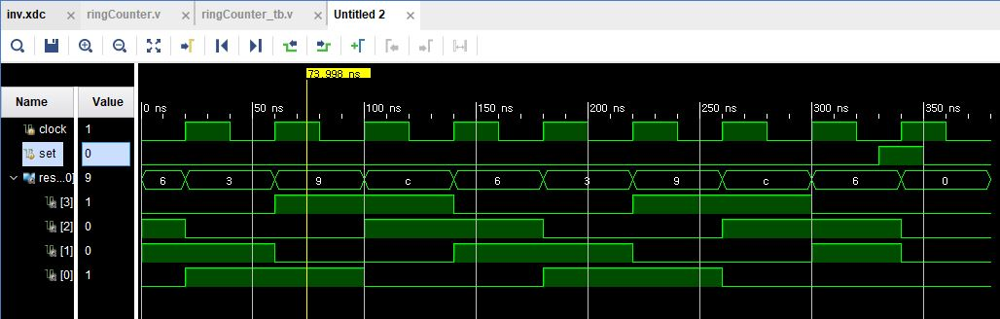 inv.xdc × ringCounter.v × ringCounter_tb.v × Untitled 2 ×
73.998 ns
Name Value 0 ns 50 ns 100 ns 150 ns 200 ns 250 ns 300 ns 350 ns
clock 1
set 0
res...0] 9 6 3 9 c 6 3 9 c 6 0
[3] 1
[2] 0
[1] 0
[0] 1